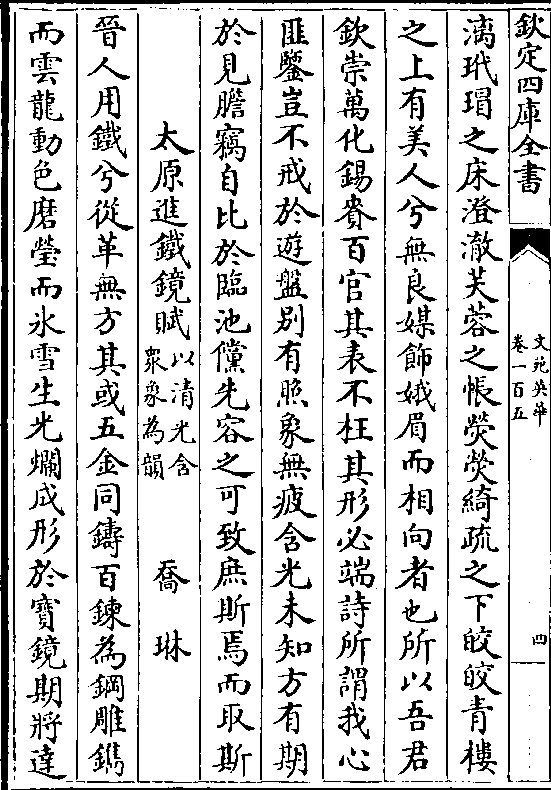 欽定四庫全書
文苑英華
卷一百五
四
漓玳瑁之床澄澈芙蓉之帳熒熒綺疏之下皎皎青樓
之上有美人兮無良媒飾娥眉而相向者也所以吾君
欽崇萬化錫賚百官其表不枉其形必端詩所謂我心
匪鑒豈不戒於遊盤别有照象無疲含光未知方有期
於見膽竊自比於臨池儻先容之可致庶斯焉而取斯
太原進鐵鏡賦以清光含衆象為韻 喬琳
晉人用鐵兮從革無方其或五金同鑄百鍊為鋼雕鐫
而雲龍動色磨瑩而氷雪生光爛成形於寶鏡期將達